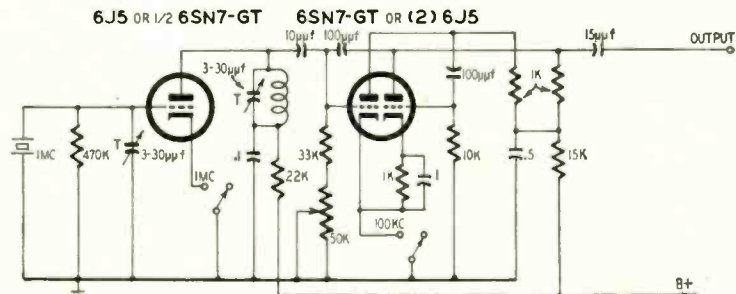 6J5 OR 1/2 6SN7-GT
6SN7-GT OR (2) 6J5
10μμf
100μμf
15μμf
OUTPUT
3-30μμf
T
100μμf
1K
1MC
470K
T
3-30μμf
.1
1MC
22K
33K
50K
1K
.1
100KC
10K
.5
15K
B+